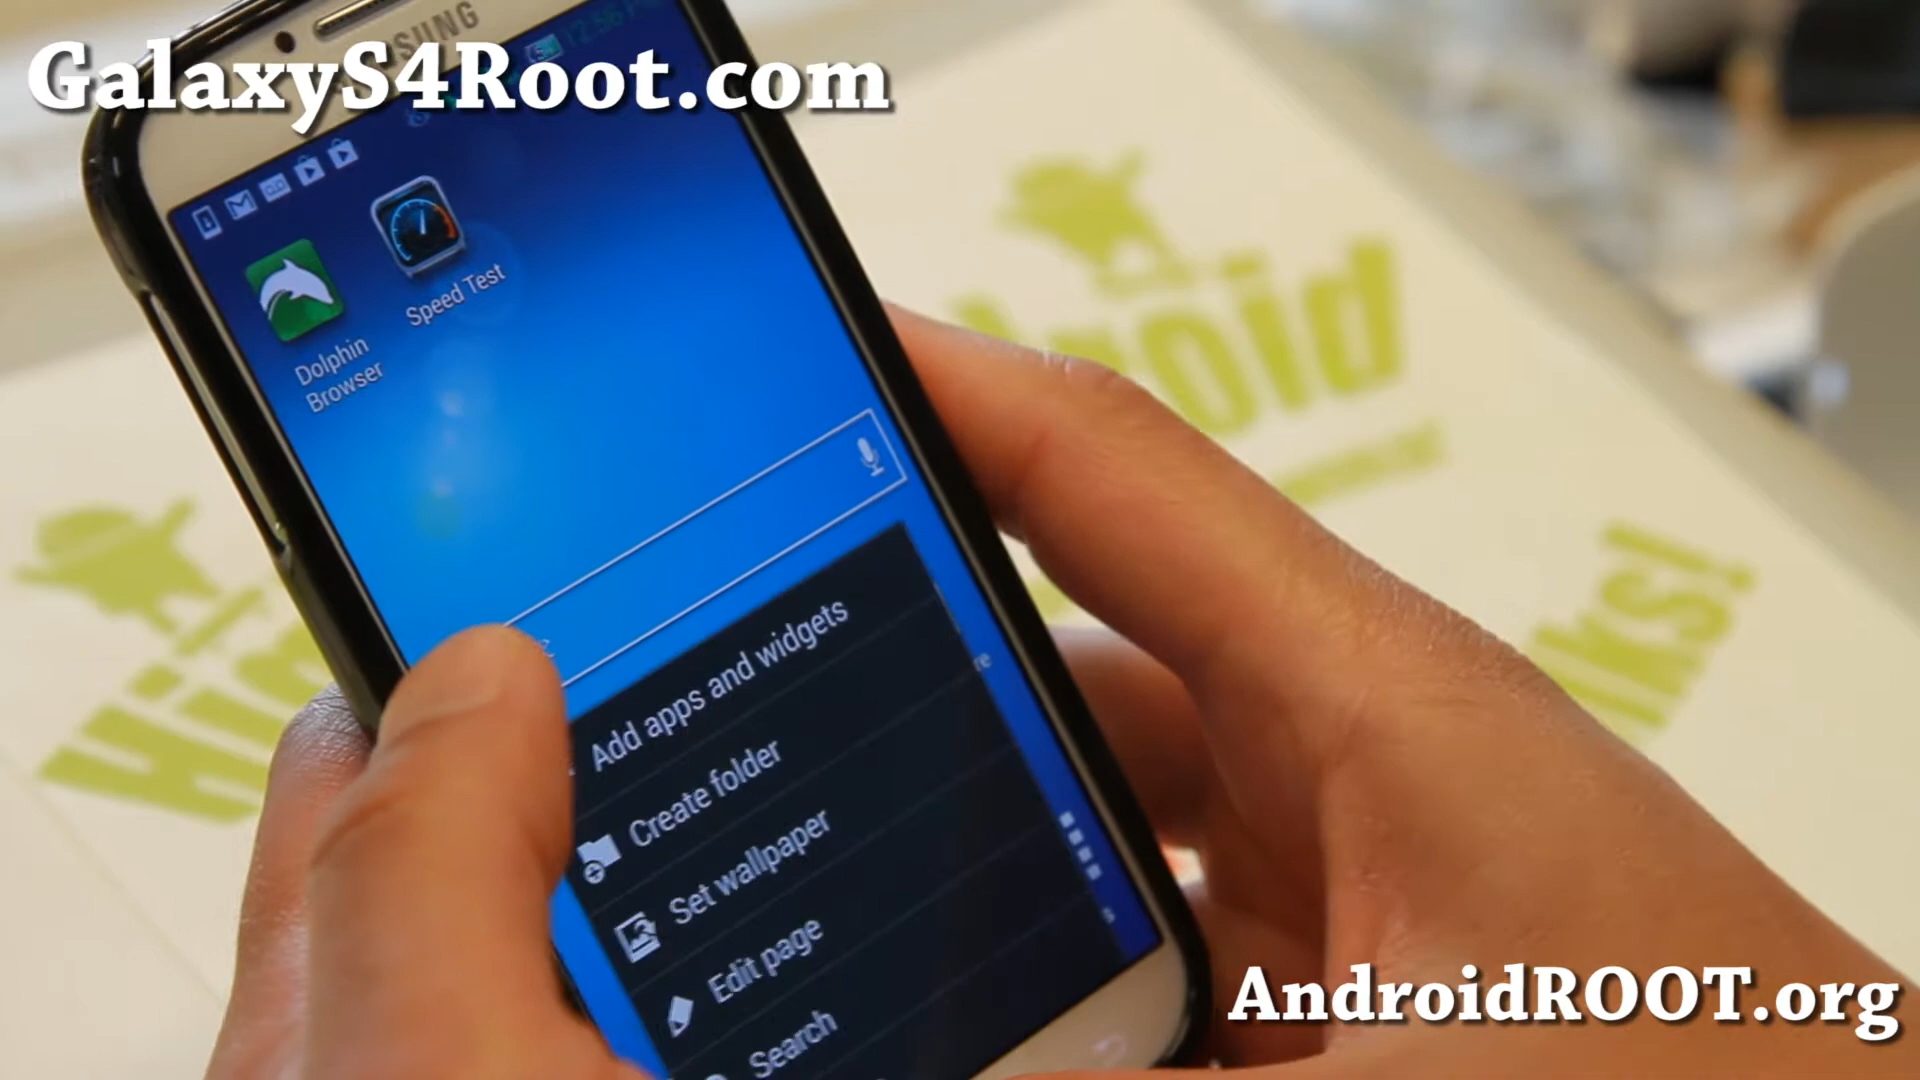 GalaxyS4Root.com
SAMSUNG
Speed Test
Dolphin
Browser
Add apps and widgets
Create folder
Set wallpaper
Edit page
Search
AndroidROOT.org